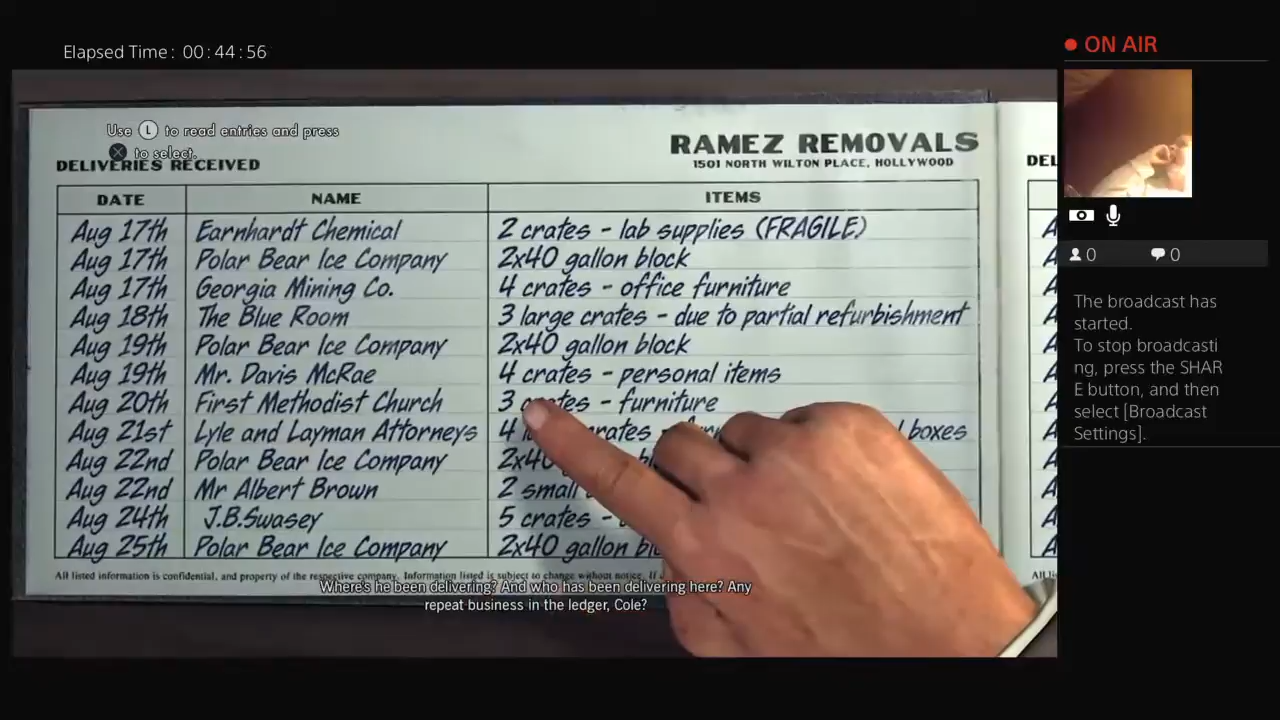 Elapsed Time: 00:44:56
ON AIR
Use L to read entries and press
X to select.
DELIVERIES RECEIVED
RAMEZ REMOVALS
1501 NORTH WILTON PLACE, HOLLYWOOD
DEL
DATE NAME ITEMS
Aug 17th Earnhardt Chemical 2 crates - lab supplies (FRAGILE) A
Aug 17th Polar Bear Ice Company 2x40 gallon block A
Aug 17th Georgia Mining Co. 4 crates - office furniture A
Aug 18th The Blue Room 3 large crates - due to partial refurbishment A
Aug 19th Polar Bear Ice Company 2x40 gallon block A
Aug 19th Mr. Davis McRae 4 crates - personal items A
Aug 20th First Methodist Church 3 crates - furniture A
Aug 21st Lyle and Layman Attorneys 4 crates - boxes A
Aug 22nd Polar Bear Ice Company 2x40 A
Aug 22nd Mr Albert Brown 2 small A
Aug 24th J.B.Swasey 5 crates - A
Aug 25th Polar Bear Ice Company 2x40 gallon A
All listed information is confidential, and property of the respective company. Information listed is subject to change without notice. If
Where's he been delivering? And who has been delivering here? Any
repeat business in the ledger, Cole?
0 0
The broadcast has
started.
To stop broadcasti
ng, press the SHAR
E button, and then
select [Broadcast
Settings].